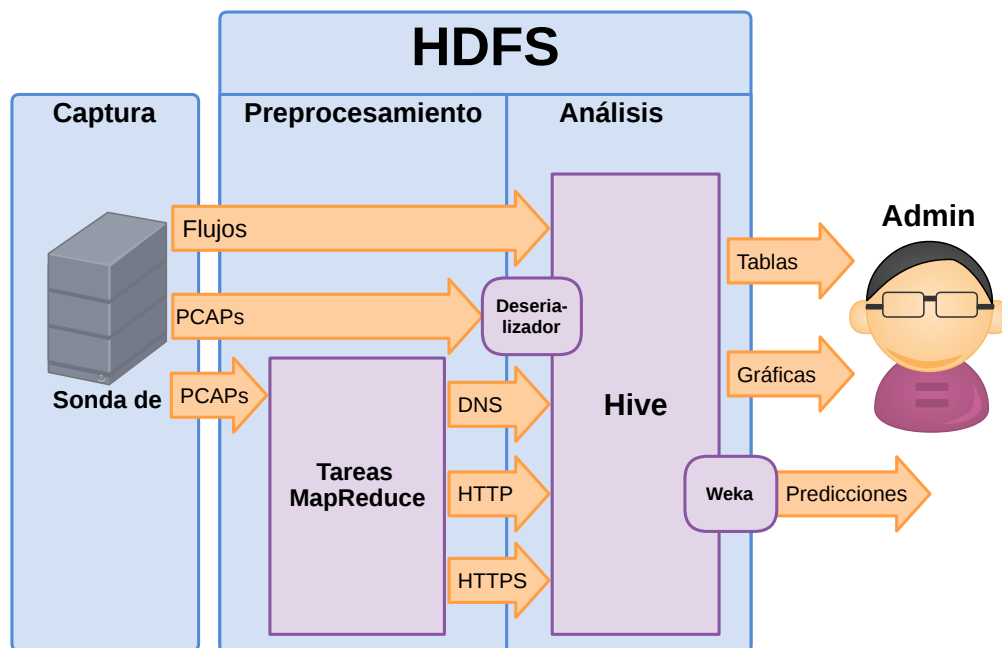 HDFS
Captura
Preprocesamiento
Análisis
Flujos
PCAPs
Deseria-
lizador
Sonda de
PCAPs
Tareas
MapReduce
DNS
HTTP
HTTPS
Hive
Weka
Tablas
Gráficas
Predicciones
Admin